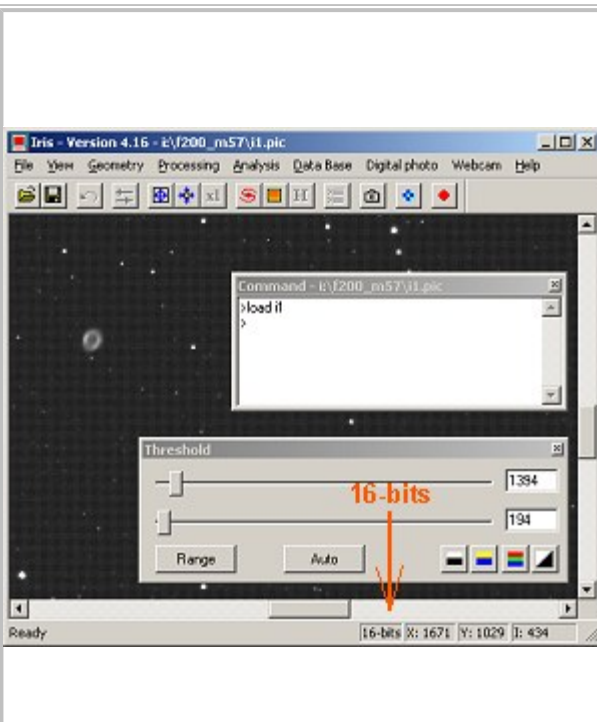 Iris - Version 4.16 - i:\f200_m57\i1.pic
File View Geometry Processing Analysis Data Base Digital photo Webcam Help
x1
Command - i:\f200_m57\i1.pic
>load i1
>
Threshold
1394
16-bits
194
Range Auto
Ready 16-bits X: 1671 Y: 1029 I: 434